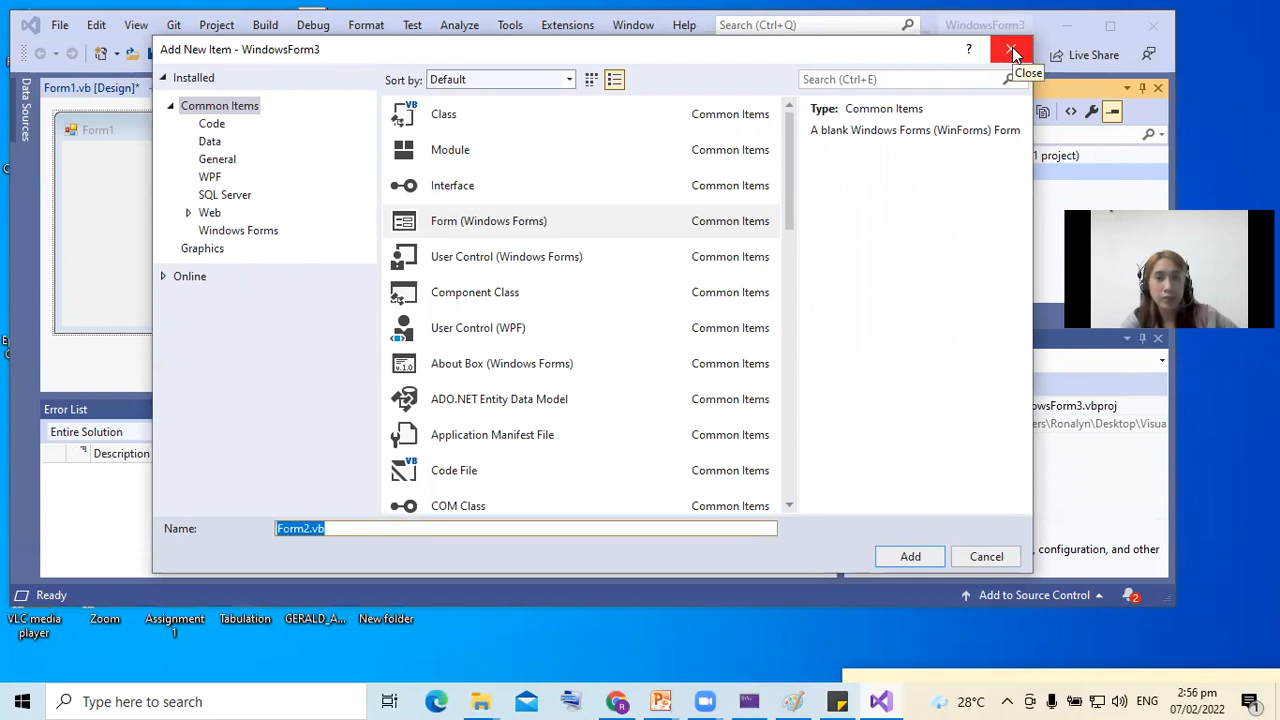 File Edit View Git Project Build Debug Format Test Analyze Tools Extensions Window Help Search (Ctrl+Q) WindowsForm3
Add New Item - WindowsForm3 ?
Close
Live Share
Installed Sort by: Default Search (Ctrl+E)
Form1.vb [Design]*
Data Sources
Form1
Common Items
Code
Data
General
WPF
SQL Server
Web
Windows Forms
Graphics
Online
Class Common Items
Module Common Items
Interface Common Items
Form (Windows Forms) Common Items
User Control (Windows Forms) Common Items
Component Class Common Items
User Control (WPF) Common Items
About Box (Windows Forms) Common Items
ADO.NET Entity Data Model Common Items
Application Manifest File Common Items
Code File Common Items
COM Class Common Items
Type: Common Items
A blank Windows Forms (WinForms) Form
1 project)
Error List
Entire Solution
Description
owsForm3.vbproj
ers\Ronalyn\Desktop\Visua
, configuration, and other
Name: Form2.vb
Add Cancel
Ready Add to Source Control 2
VLC media player
Zoom
Assignment 1
Tabulation
GERALD_A...
New folder
Type here to search
28°C ENG 2:56 pm
07/02/2022
1